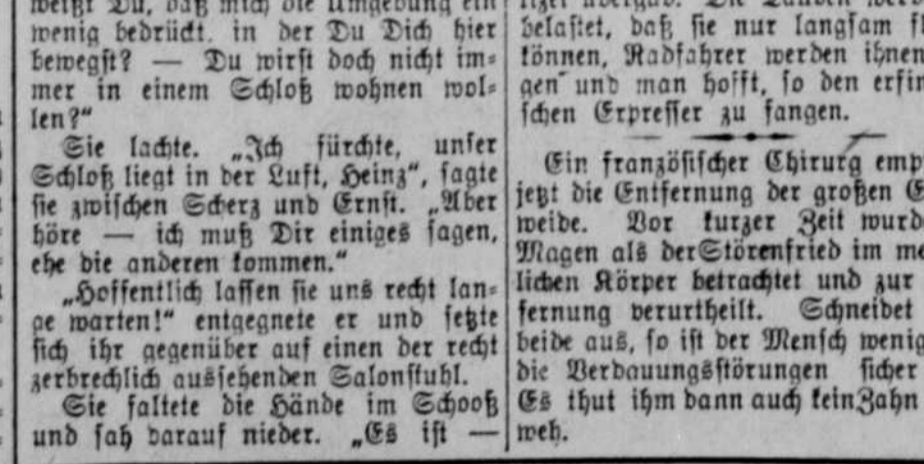 weißt Du, daß mich die Umgebung ein
wenig bedrückt, in der Du Dich hier
bewegst? — Du wirst doch nicht im-
mer in einem Schloß wohnen wol-
len?“
Sie lachte. „Ich fürchte, unser
Schloß liegt in der Luft, Heinz“, sagte
sie zwischen Scherz und Ernst. „Aber
höre — ich muß Dir einiges sagen,
ehe die anderen kommen.“
„Hoffentlich lassen sie uns recht lan-
ge warten!“ entgegnete er und setzte
sich ihr gegenüber auf einen der recht
zerbrechlich aussehenden Salonstuhl.
Sie faltete die Hände im Schooß
und sah darauf nieder. „Es ist —
belastet, daß sie nur langsam
können, Radfahrer werden ihnen
gen und man hofft, so den
schen Erpresser zu fangen.
Ein französischer Chirurg
jetzt die Entfernung der großen
weide. Vor kurzer Zeit
Magen als derStörenfried im
lichen Körper betrachtet und zur
fernung verurtheilt. Schneidet
beide aus, so ist der Mensch
die Verdauungsstörungen sicher
Es thut ihm dann auch keinZahn
weh.